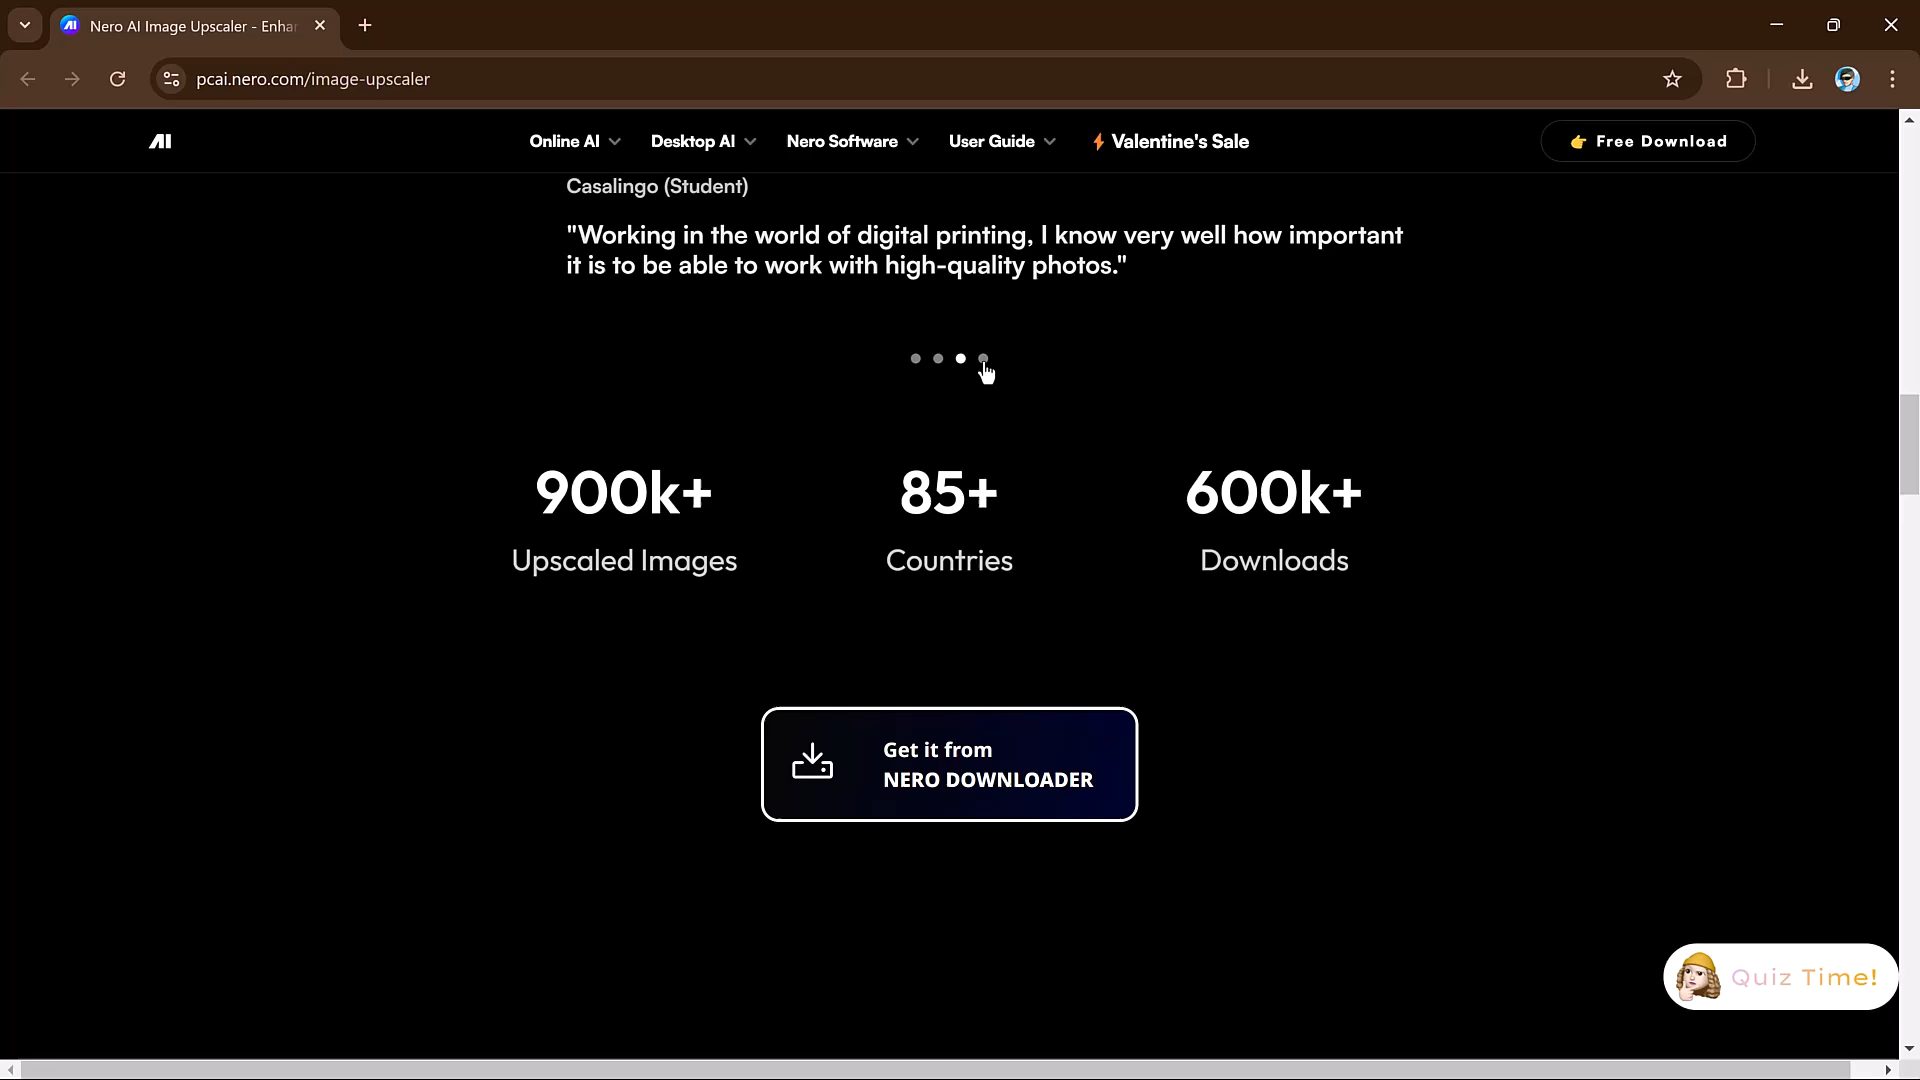 Nero AI Image Upscaler - Enha
pcai.nero.com/image-upscaler
AI
Online AI
Desktop AI
Nero Software
User Guide
Valentine's Sale
Free Download
Casalingo (Student)
"Working in the world of digital printing, I know very well how important
it is to be able to work with high-quality photos."
900k+
85+
600k+
Upscaled Images
Countries
Downloads
Get it from
NERO DOWNLOADER
Quiz Time!